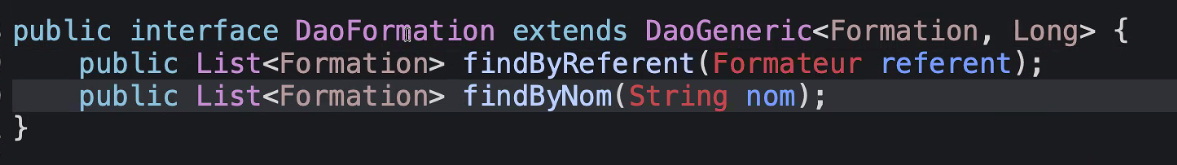 public interface DaoFormation extends DaoGeneric<Formation, Long> {
    public List<Formation> findByReferent(Formateur referent);
    public List<Formation> findByNom(String nom);
}